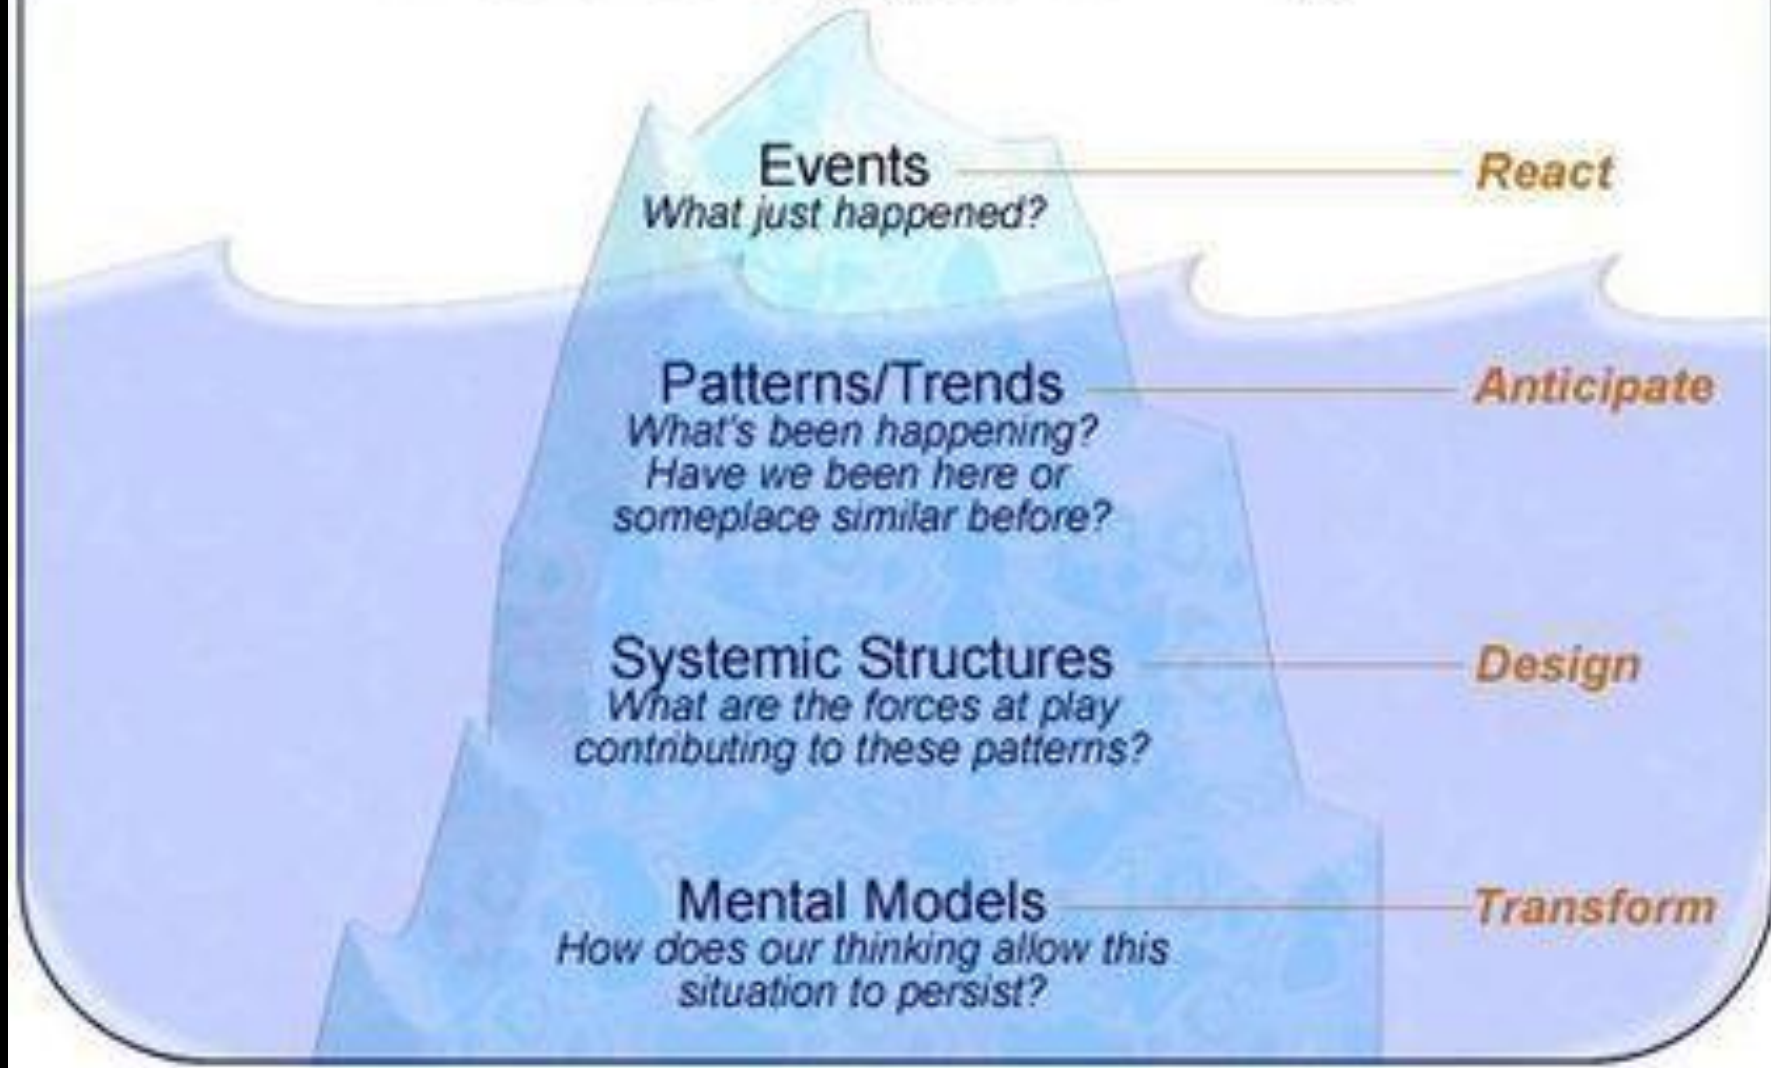 Events
What just happened?
React
Patterns/Trends
What's been happening?
Have we been here or
someplace similar before?
Anticipate
Systemic Structures
What are the forces at play
contributing to these patterns?
Design
Mental Models
How does our thinking allow this
situation to persist?
Transform